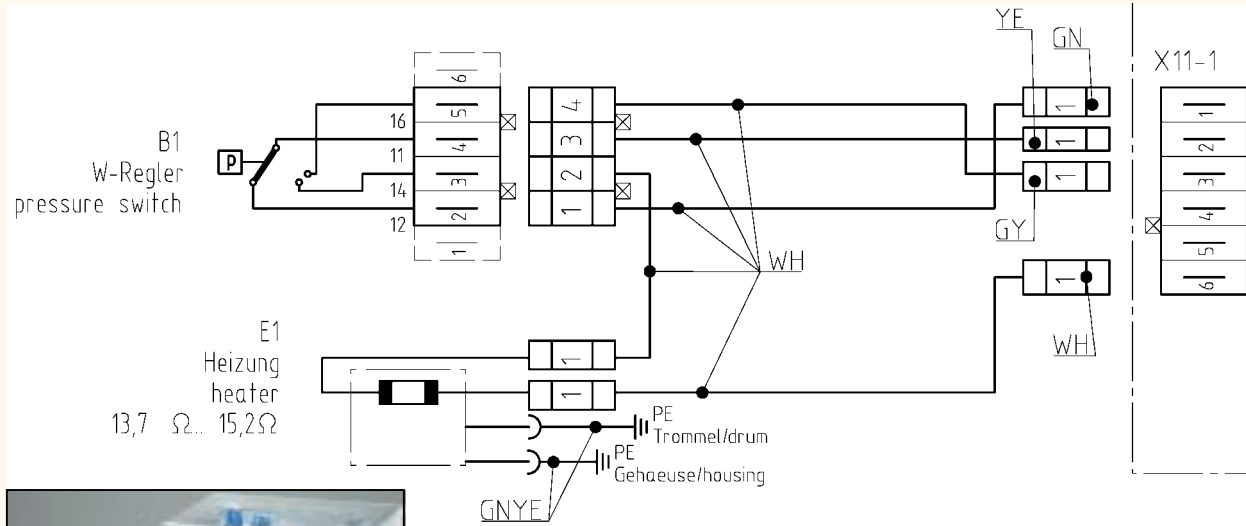 YE
GN
X11-1
B1
W-Regler
pressure switch
P
16
11
14
12
6
5
4
3
2
1
4
3
2
1
1
1
1
1
GY
WH
WH
1
2
3
4
5
6
E1
Heizung
heater
13,7 Ω... 15,2Ω
1
1
PE
Trommel/drum
PE
Gehaeuse/housing
GNYE